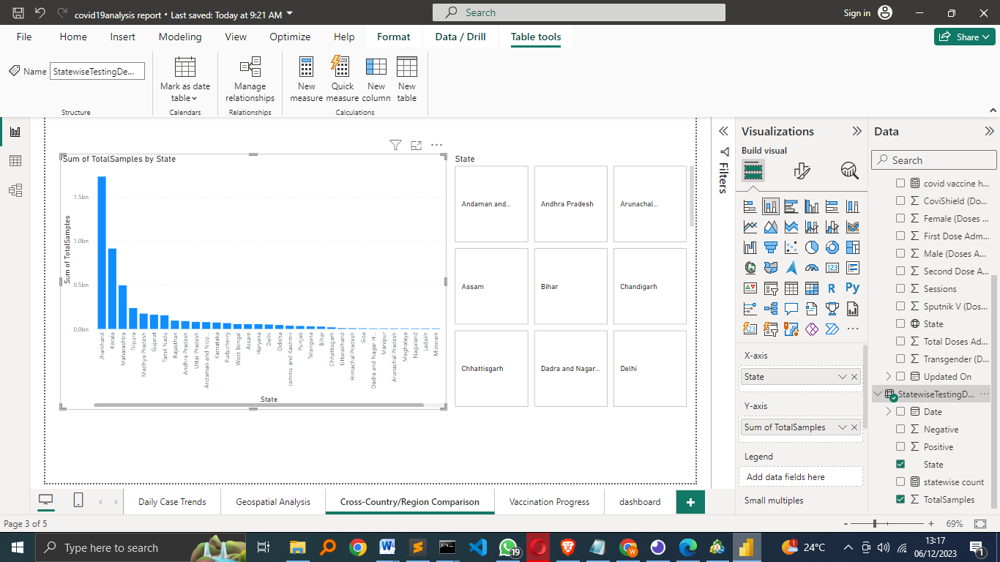 covid19analysis report • Last saved: Today at 9:21 AM
Search
Sign in
File
Home
Insert
Modeling
View
Optimize
Help
Format
Data / Drill
Table tools
Share
Name
StatewiseTestingDe...
Mark as date
table
Manage
relationships
New
measure
Quick
measure
New
column
New
table
Structure
Calendars
Relationships
Calculations
Sum of TotalSamples by State
Sum of TotalSamples
1.5bn
1.0bn
0.5bn
0.0bn
Jharkhand
Kerala
Maharashtra
Tripura
Madhya Pradesh
Gujarat
Tamil Nadu
Rajasthan
Andhra Pradesh
Uttar Pradesh
Andaman and Nico...
Karnataka
Puducherry
West Bengal
Assam
Haryana
Delhi
Odisha
Jammu and Kashmir
Punjab
Telangana
Bihar
Chhattisgarh
Uttarakhand
Himachal Pradesh
Goa
Dadra and Nagar H...
Manipur
Arunachal Pradesh
Meghalaya
Nagaland
Ladakh
Mizoram
State
State
Andaman and...
Andhra Pradesh
Arunachal...
Assam
Bihar
Chandigarh
Chhattisgarh
Dadra and Nagar...
Delhi
Filters
Visualizations
Build visual
123
R
Py
123
X-axis
State
Y-axis
Sum of TotalSamples
Legend
Add data fields here
Small multiples
Data
Search
covid vaccine h...
CoviShield (Do...
Female (Doses ...
First Dose Adm...
Male (Doses A...
Second Dose A...
Sessions
Sputnik V (Dos...
State
Total Doses Ad...
Transgender (D...
Updated On
StatewiseTestingD...
Date
Negative
Positive
State
statewise count
TotalSamples
Daily Case Trends
Geospatial Analysis
Cross-Country/Region Comparison
Vaccination Progress
dashboard
Page 3 of 5
69%
Type here to search
19
1
24°C
13:17
06/12/2023
1